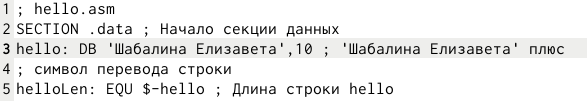 1 ; hello.asm
2 SECTION .data ; Начало секции данных
3 hello: DB 'Шабалина Елизавета',10 ; 'Шабалина Елизавета' плюс
4 ; символ перевода строки
5 helloLen: EQU $-hello ; Длина строки hello